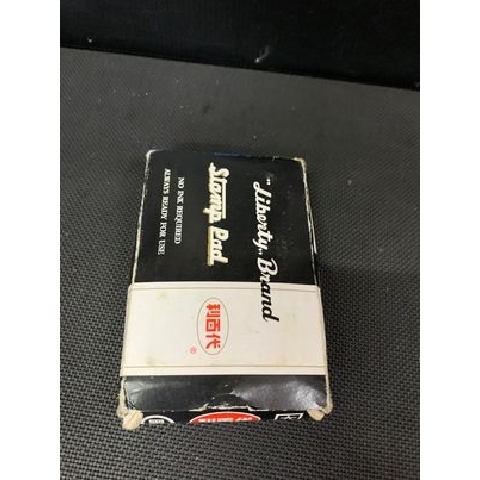 "Liberty" Brand
Stamp Pad
NO INK REQUIRED
ALWAYS READY FOR USE
利百代
®